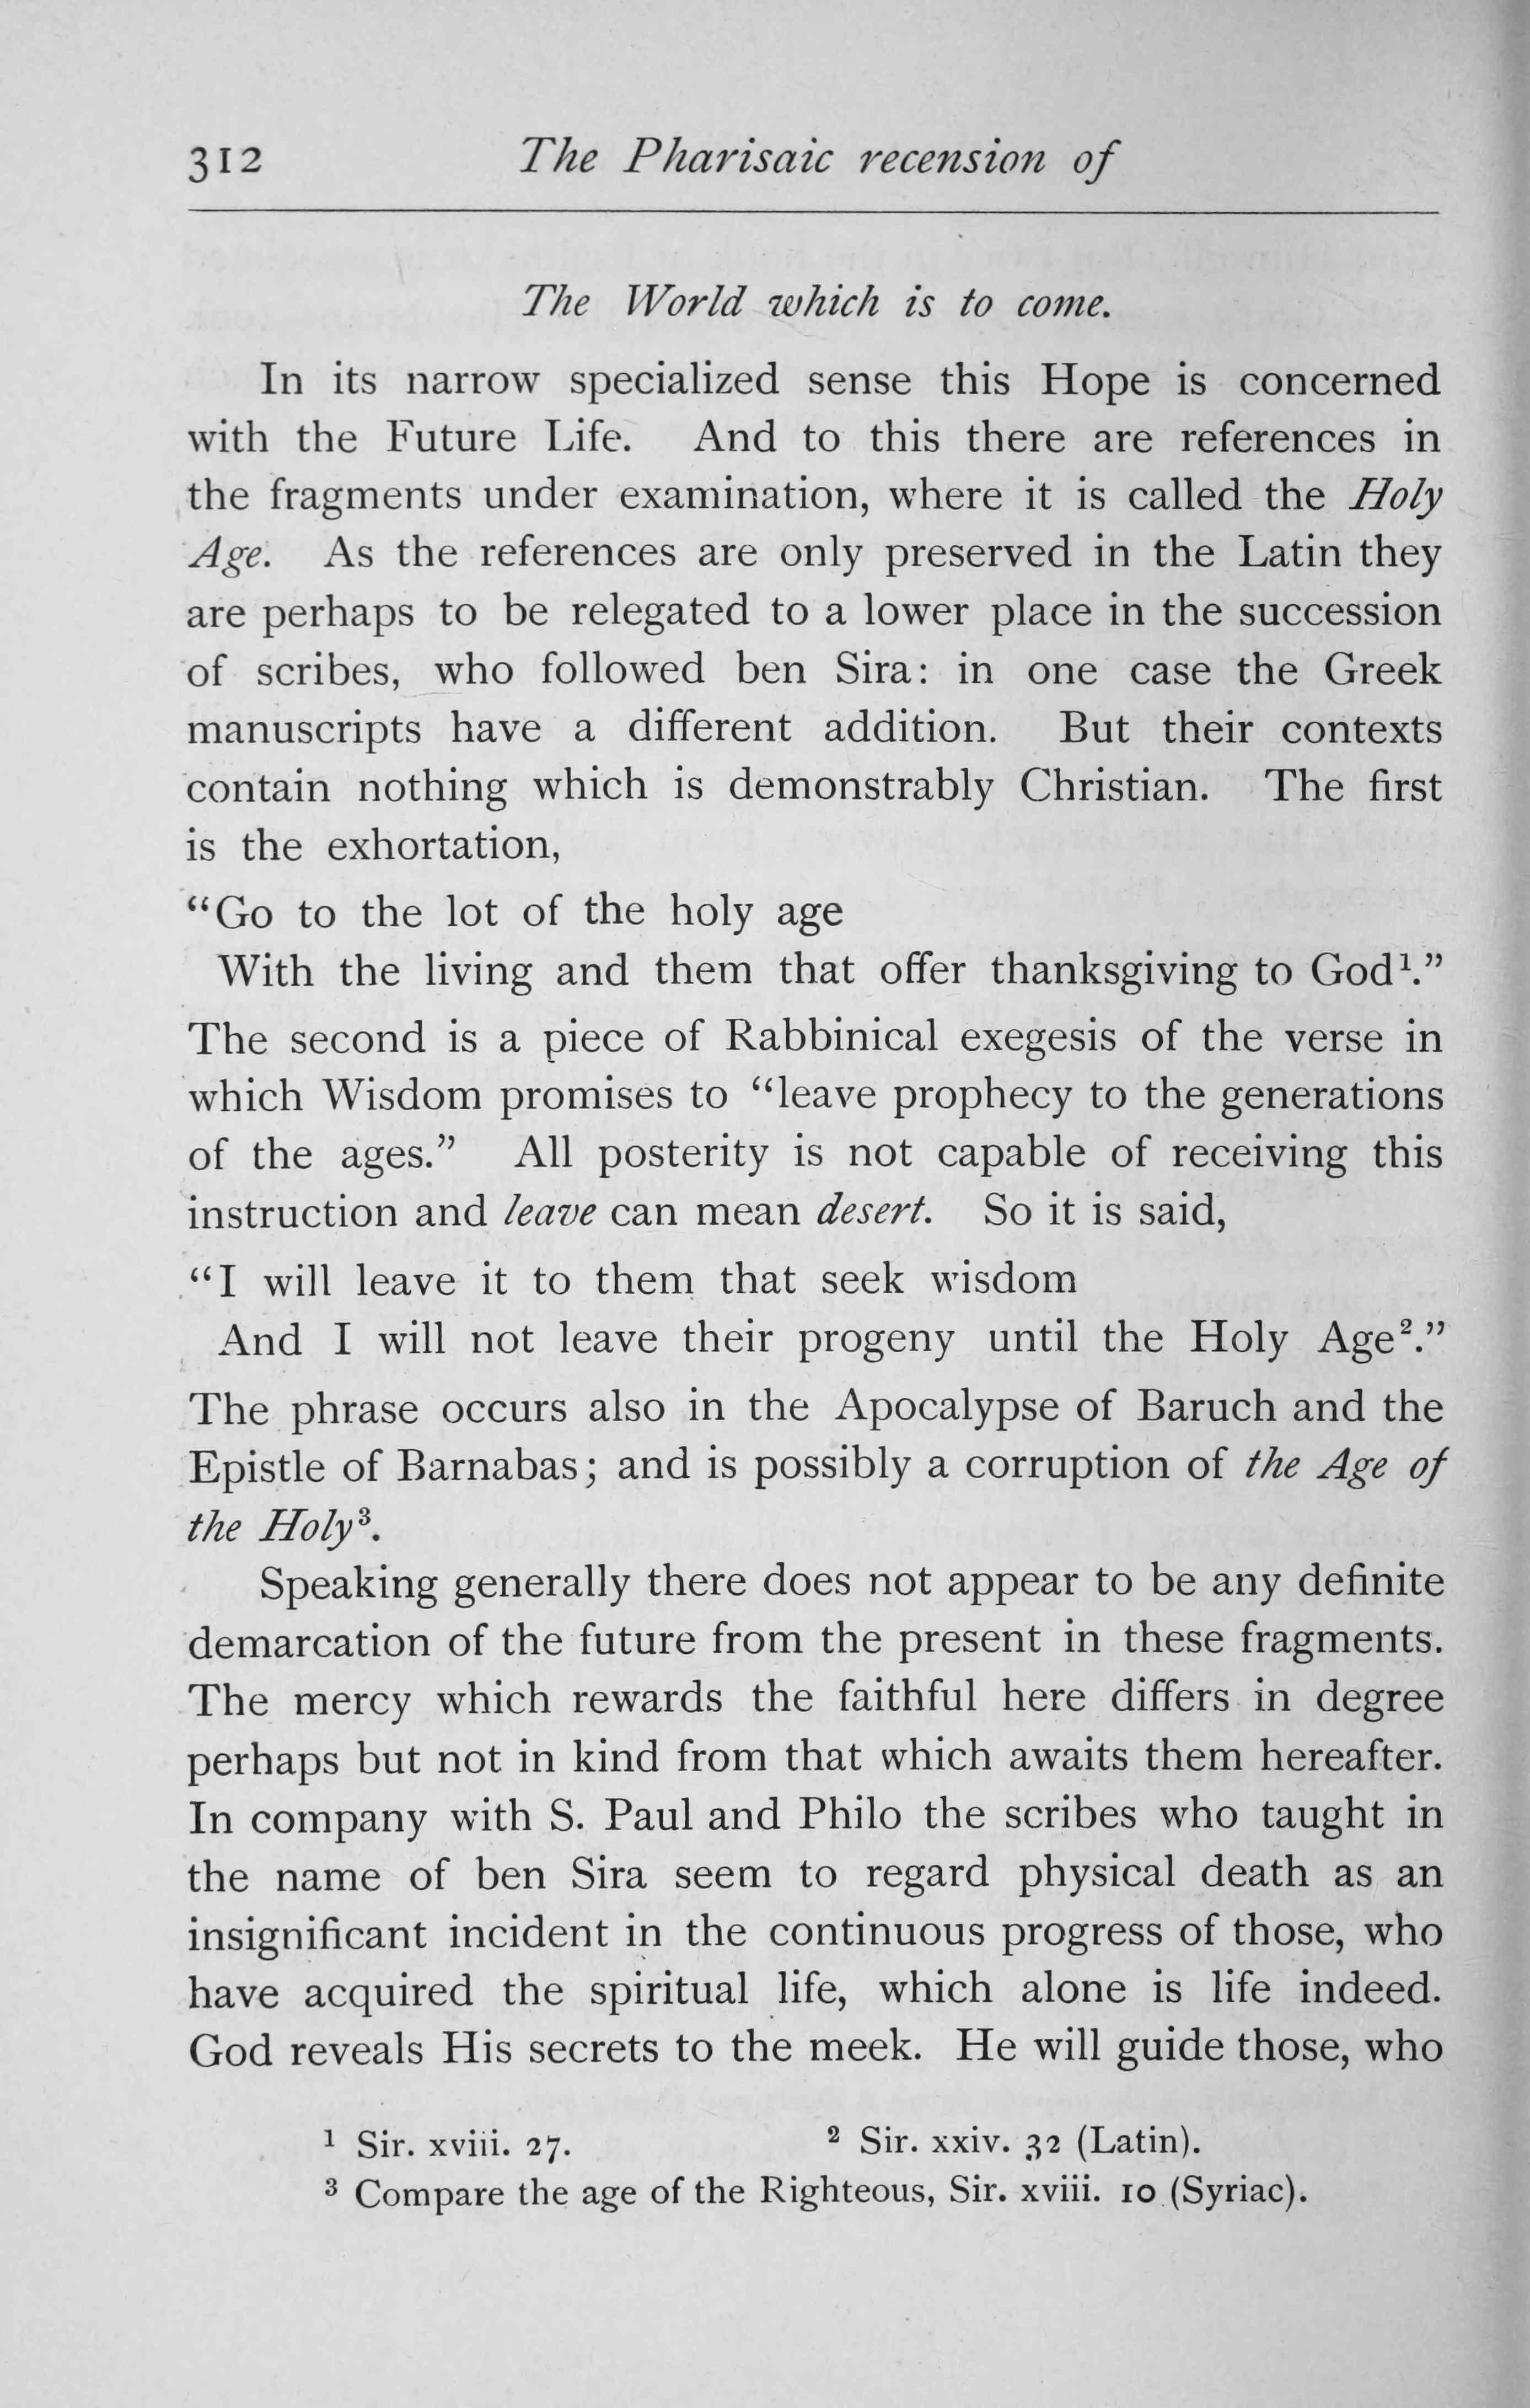 312 The Pharisaic recension of
The World which is to come.
In its narrow specialized sense this Hope is concerned
with the Future Life. And to this there are references in
the fragments under examination, where it is called the Holy
Age. As the references are only preserved in the Latin they
are perhaps to be relegated to a lower place in the succession
of scribes, who followed ben Sira: in one case the Greek
manuscripts have a different addition. But their contexts
contain nothing which is demonstrably Christian. The first
is the exhortation,
“Go to the lot of the holy age
With the living and them that offer thanksgiving to God¹.”
The second is a piece of Rabbinical exegesis of the verse in
which Wisdom promises to “leave prophecy to the generations
of the ages.” All posterity is not capable of receiving this
instruction and leave can mean desert. So it is said,
“I will leave it to them that seek wisdom
And I will not leave their progeny until the Holy Age².”
The phrase occurs also in the Apocalypse of Baruch and the
Epistle of Barnabas; and is possibly a corruption of the Age of
the Holy³.
Speaking generally there does not appear to be any definite
demarcation of the future from the present in these fragments.
The mercy which rewards the faithful here differs in degree
perhaps but not in kind from that which awaits them hereafter.
In company with S. Paul and Philo the scribes who taught in
the name of ben Sira seem to regard physical death as an
insignificant incident in the continuous progress of those, who
have acquired the spiritual life, which alone is life indeed.
God reveals His secrets to the meek. He will guide those, who
¹ Sir. xviii. 27. ² Sir. xxiv. 32 (Latin).
³ Compare the age of the Righteous, Sir. xviii. 10 (Syriac).